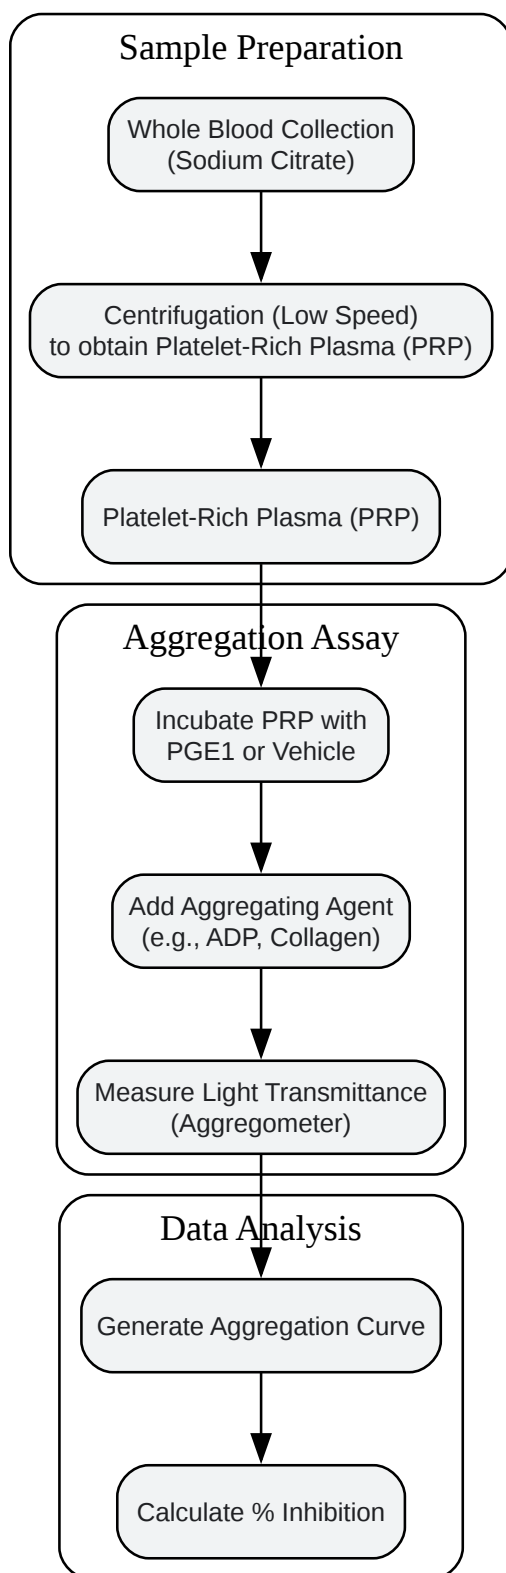 Sample Preparation
Whole Blood Collection
(Sodium Citrate)
Centrifugation (Low Speed)
to obtain Platelet-Rich Plasma (PRP)
Platelet-Rich Plasma (PRP)
Aggregation Assay
Incubate PRP with
PGE1 or Vehicle
Add Aggregating Agent
(e.g., ADP, Collagen)
Measure Light Transmittance
(Aggregometer)
Data Analysis
Generate Aggregation Curve
Calculate % Inhibition